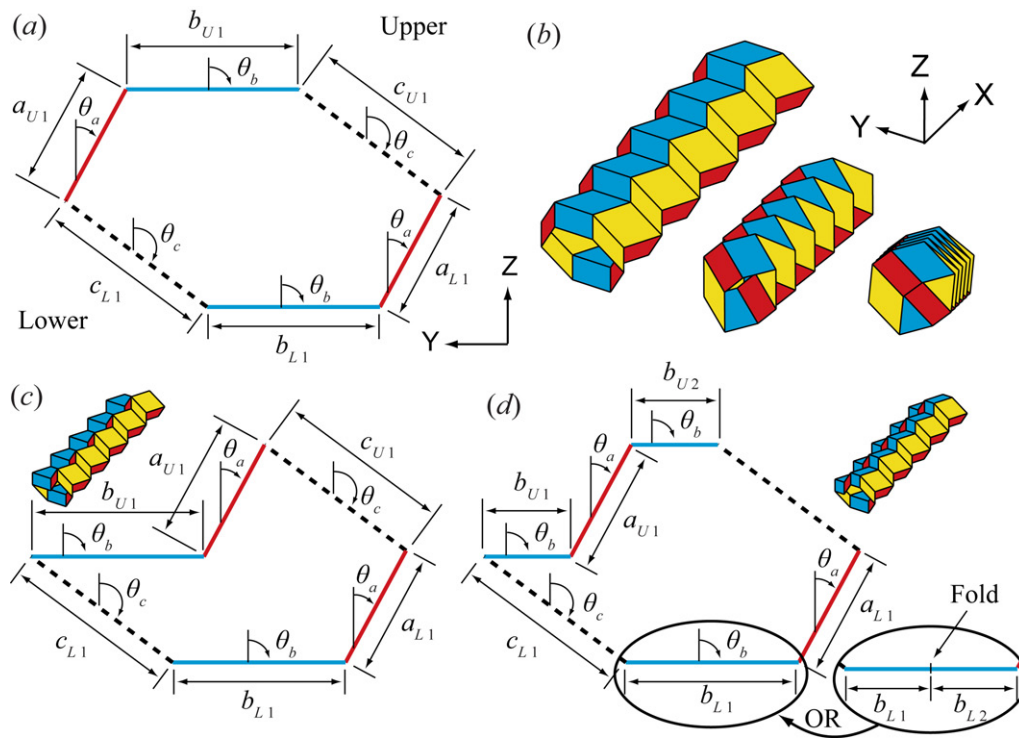 (a)
b_{U1}
Upper
θ_b
c_{U1}
a_{U1}
θ_a
θ_c
θ_c
θ_a
a_{L1}
c_{L1}
θ_b
Lower
b_{L1}
Z
Y
(b)
Z
X
Y
(c)
a_{U1}
θ_a
c_{U1}
b_{U1}
θ_b
θ_c
θ_c
θ_a
a_{L1}
c_{L1}
θ_b
b_{L1}
(d)
b_{U2}
θ_b
θ_a
b_{U1}
θ_b
a_{U1}
θ_c
θ_a
a_{L1}
c_{L1}
θ_b
b_{L1}
Fold
b_{L1}
b_{L2}
OR